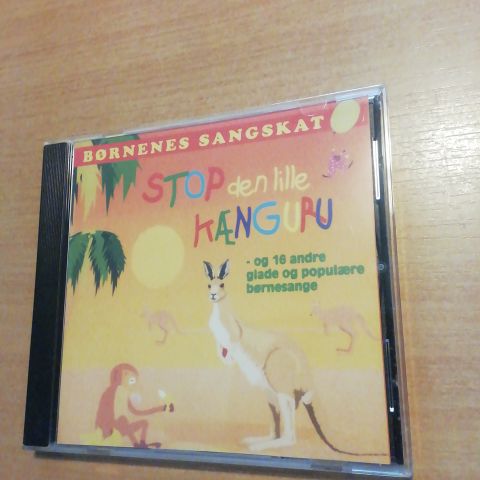 BØRNENES SANGSKAT
STOP den lille
KÆNGURU
- og 16 andre
glade og populære
børnesange